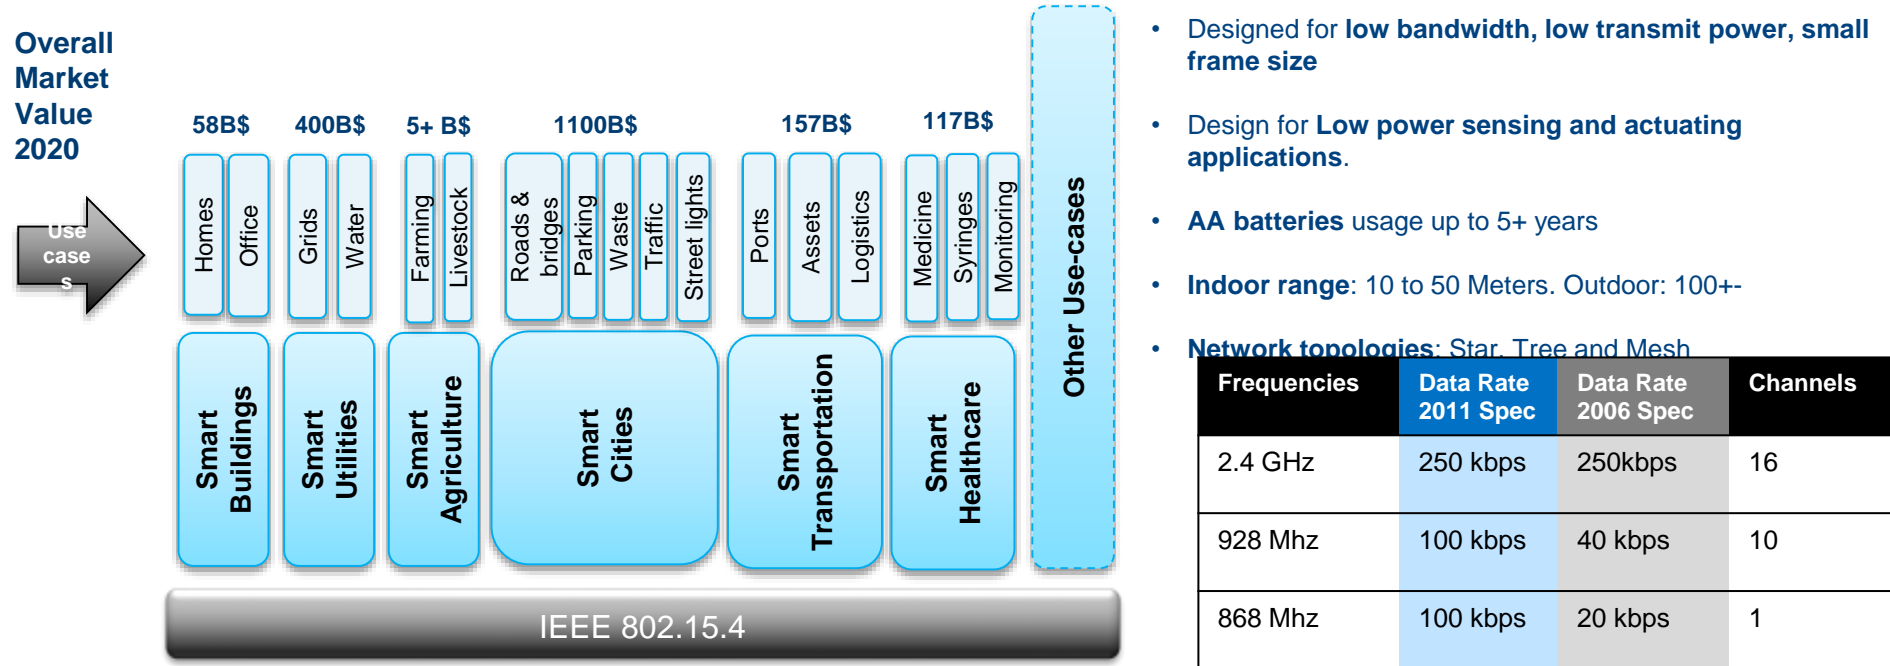 Overall
Market
Value
2020
58B$
400B$
5+ B$
1100B$
157B$
117B$
Use
case
s
Homes
Office
Grids
Water
Farming
Livestock
Roads &
bridges
Parking
Waste
Traffic
Street lights
Ports
Assets
Logistics
Medicine
Syringes
Monitoring
Smart
Buildings
Smart
Utilities
Smart
Agriculture
Smart
Cities
Smart
Transportation
Smart
Healthcare
Other Use-cases
IEEE 802.15.4
• Designed for low bandwidth, low transmit power, small
frame size
• Design for Low power sensing and actuating
applications.
• AA batteries usage up to 5+ years
• Indoor range: 10 to 50 Meters. Outdoor: 100+-
• Network topologies: Star, Tree and Mesh
Frequencies
Data Rate
2011 Spec
Data Rate
2006 Spec
Channels
2.4 GHz 250 kbps 250kbps 16
928 Mhz 100 kbps 40 kbps 10
868 Mhz 100 kbps 20 kbps 1